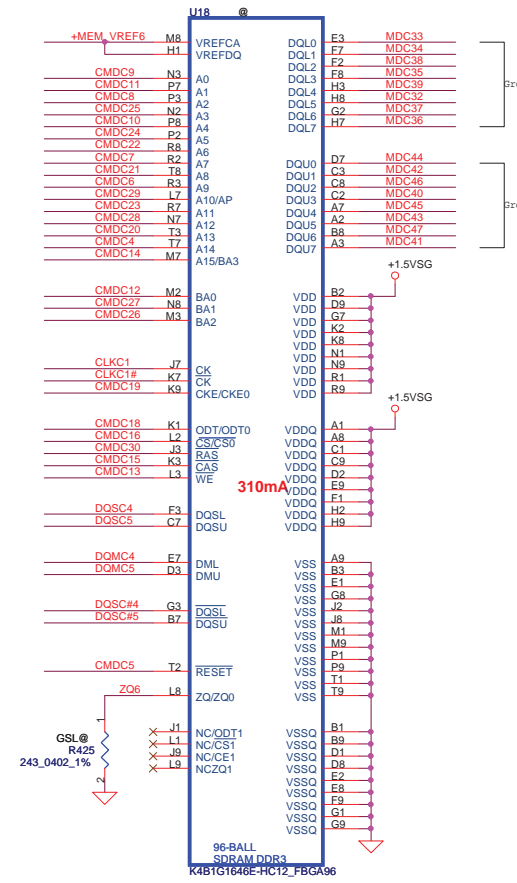 U18 @
+MEM_VREF6 M8 VREFCA DQL0 E3 MDC33
H1 VREFDQ DQL1 F7 MDC34
DQL2 F2 MDC38
CMDC9 N3 A0 DQL3 F8 MDC35
CMDC11 P7 A1 DQL4 H3 MDC39
CMDC8 P3 A2 DQL5 H8 MDC32
CMDC25 N2 A3 DQL6 G2 MDC37
CMDC10 P8 A4 DQL7 H7 MDC36
CMDC24 P2 A5
CMDC22 R8 A6
CMDC7 R2 A7 DQU0 D7 MDC44
CMDC21 T8 A8 DQU1 C3 MDC42
CMDC6 R3 A9 DQU2 C8 MDC46
CMDC29 L7 A10/AP DQU3 C2 MDC40
CMDC23 R7 A11 DQU4 A7 MDC45
CMDC28 N7 A12 DQU5 A2 MDC43
CMDC20 T3 A13 DQU6 B8 MDC47
CMDC4 T7 A14 DQU7 A3 MDC41
CMDC14 M7 A15/BA3
+1.5VSG
CMDC12 M2 BA0 VDD B2
CMDC27 N8 BA1 VDD D9
CMDC26 M3 BA2 VDD G7
VDD K2
VDD K8
VDD N1
CLKC1 J7 CK VDD N9
CLKC1# K7 CK VDD R1
CMDC19 K9 CKE/CKE0 VDD R9
+1.5VSG
CMDC18 K1 ODT/ODT0 VDDQ A1
CMDC16 L2 CS/CS0 VDDQ A8
CMDC30 J3 RAS VDDQ C1
CMDC15 K3 CAS VDDQ C9
CMDC13 L3 WE VDDQ D2
310mA VDDQ E9
VDDQ F1
DQSC4 F3 DQSL VDDQ H2
DQSC5 C7 DQSU VDDQ H9
DQMC4 E7 DML VSS A9
DQMC5 D3 DMU VSS B3
VSS E1
VSS G8
DQSC#4 G3 DQSL VSS J2
DQSC#5 B7 DQSU VSS J8
VSS M1
VSS M9
VSS P1
CMDC5 T2 RESET VSS P9
VSS T1
ZQ6 L8 ZQ/ZQ0 VSS T9
1
J1 NC/ODT1 VSSQ B1
GSL@ L1 NC/CS1 VSSQ B9
R425 J9 NC/CE1 VSSQ D1
243_0402_1% L9 NCZQ1 VSSQ D8
2
VSSQ E2
VSSQ E8
VSSQ F9
VSSQ G1
VSSQ G9
96-BALL
SDRAM DDR3
K4B1G1646E-HC12_FBGA96